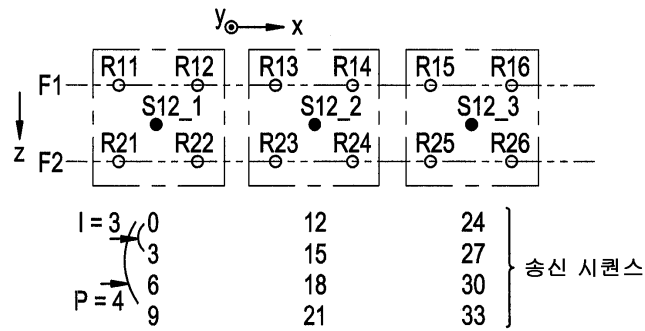 y x
R11 R12 R13 R14 R15 R16
F1
S12_1 S12_2 S12_3
z F2
R21 R22 R23 R24 R25 R26
I = 3 0 12 24
3 15 27
6 18 30 송신 시퀀스
P = 4
9 21 33